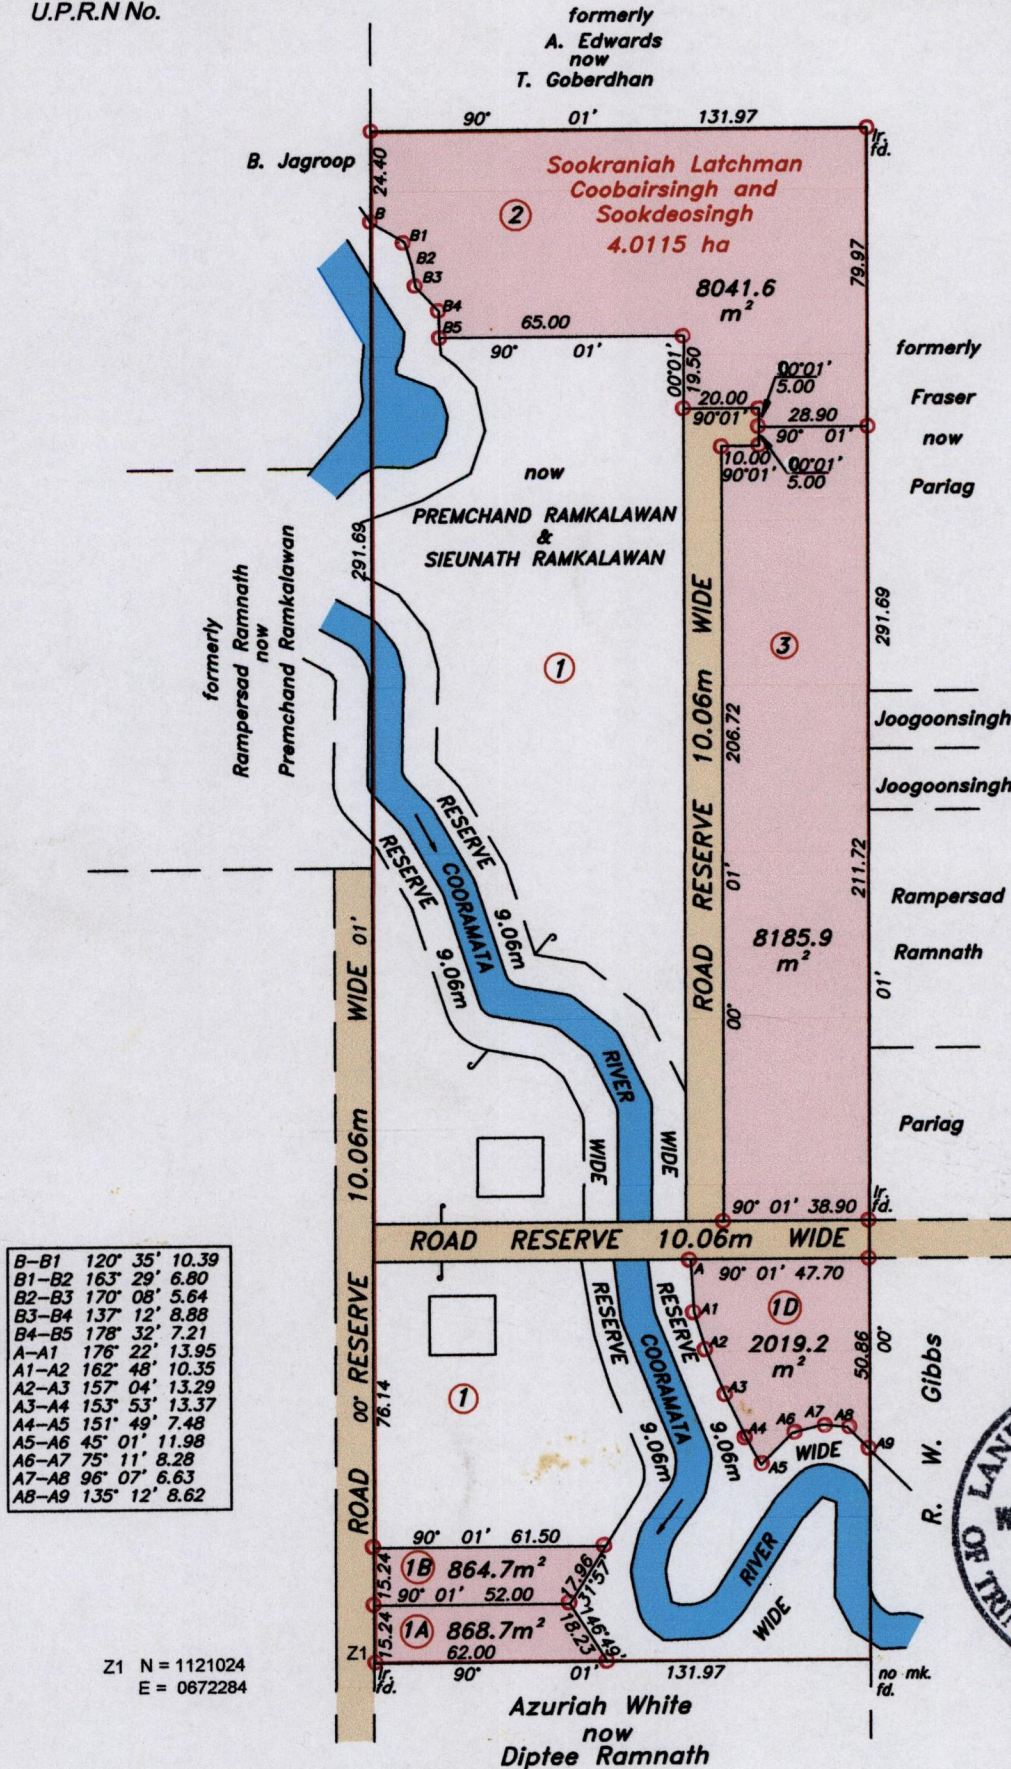 U.P.R.N No.
formerly
A. Edwards
now
T. Goberdhan
90° 01' 131.97
Ir.
fd.
B. Jagroop
24.40
Sookraniah Latchman
Coobairsingh and
Sookdeosingh
4.0115 ha
2
B
B1
B2
B3
B4
B5
8041.6
m²
79.97
65.00
90° 01'
00°01'
19.50
00°01'
5.00
20.00
90°01'
28.90
90° 01'
10.00
90°01'
00°01'
5.00
formerly
Fraser
now
Pariag
now
PREMCHAND RAMKALAWAN
&
SIEUNATH RAMKALAWAN
291.69
formerly
Rampersad Ramnath
now
Premchand Ramkalawan
1
3
291.69
ROAD RESERVE 10.06m WIDE
206.72
00° 01'
Joogoonsingh
Joogoonsingh
211.72
01'
Rampersad
Ramnath
8185.9
m²
RESERVE
RESERVE
COORAMATA
9.06m
9.06m
RIVER
WIDE
WIDE
Pariag
90° 01' 38.90
Ir.
fd.
ROAD RESERVE 10.06m WIDE
ROAD RESERVE 10.06m WIDE
00° 01'
76.14
A
90° 01' 47.70
A1
1D
A2
2019.2
m²
A3
A4
A5
A6
A7
A8
A9
50.86
00°
R. W. Gibbs
RESERVE
RESERVE
COORAMATA
9.06m
9.06m
WIDE
RIVER
WIDE
1
B–B1 120° 35' 10.39
B1–B2 163° 29' 6.80
B2–B3 170° 08' 5.64
B3–B4 137° 12' 8.88
B4–B5 178° 32' 7.21
A–A1 176° 22' 13.95
A1–A2 162° 48' 10.35
A2–A3 157° 04' 13.29
A3–A4 153° 53' 13.37
A4–A5 151° 49' 7.48
A5–A6 45° 01' 11.98
A6–A7 75° 11' 8.28
A7–A8 96° 07' 6.63
A8–A9 135° 12' 8.62
90° 01' 61.50
15.24
1B 864.7m²
17.96
31°57'
90° 01' 52.00
15.24
1A 868.7m²
146°49'
18.23
62.00
Z1
Ir.
fd.
90° 01' 131.97
no mk.
fd.
Z1 N = 1121024
E = 0672284
Azuriah White
now
Diptee Ramnath
OF TRI
LAN